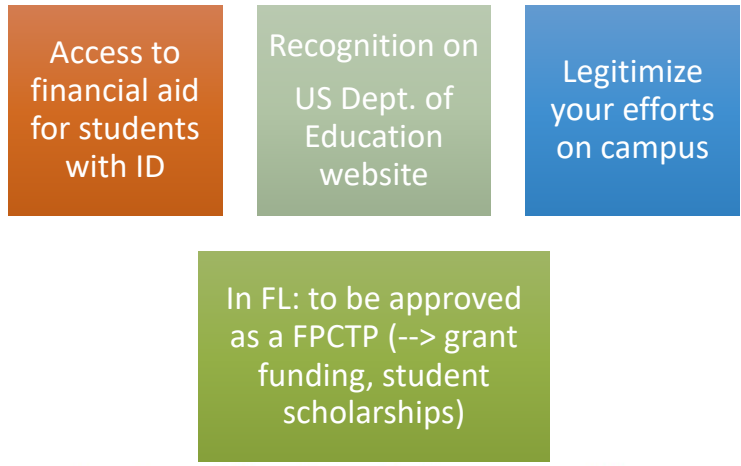 Access to
financial aid
for students
with ID
Recognition on
US Dept. of
Education
website
Legitimize
your efforts
on campus
In FL: to be approved
as a FPCTP (--> grant
funding, student
scholarships)